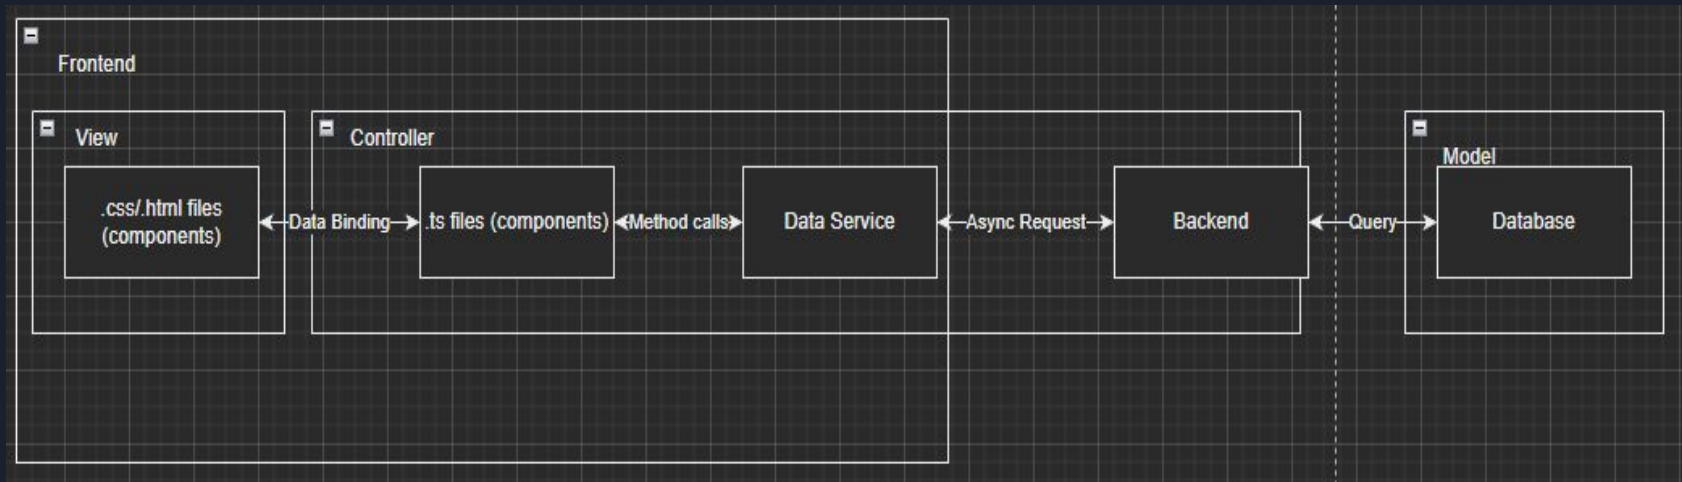 Frontend
View
Controller
Model
.css/.html files
(components)
Data Binding
.ts files (components)
Method calls
Data Service
Async Request
Backend
Query
Database